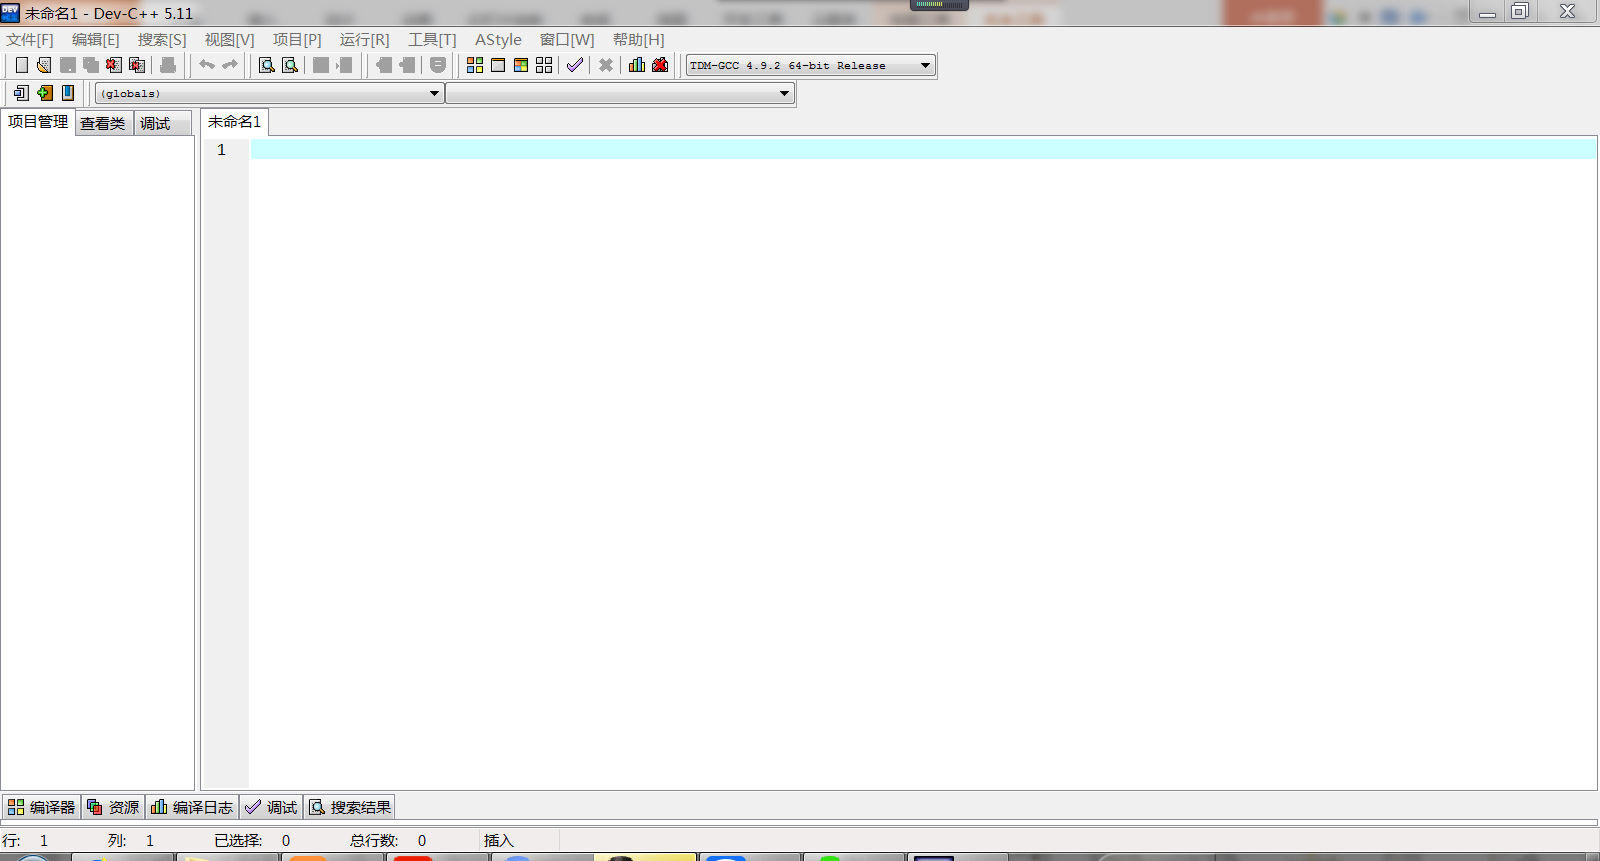 未命名1 - Dev-C++ 5.11
文件[F] 编辑[E] 搜索[S] 视图[V] 项目[P] 运行[R] 工具[T] AStyle 窗口[W] 帮助[H]
TDM-GCC 4.9.2 64-bit Release
(globals)
项目管理 查看类 调试 未命名1
1
编译器 资源 编译日志 调试 搜索结果
行: 1 列: 1 已选择: 0 总行数: 0 插入